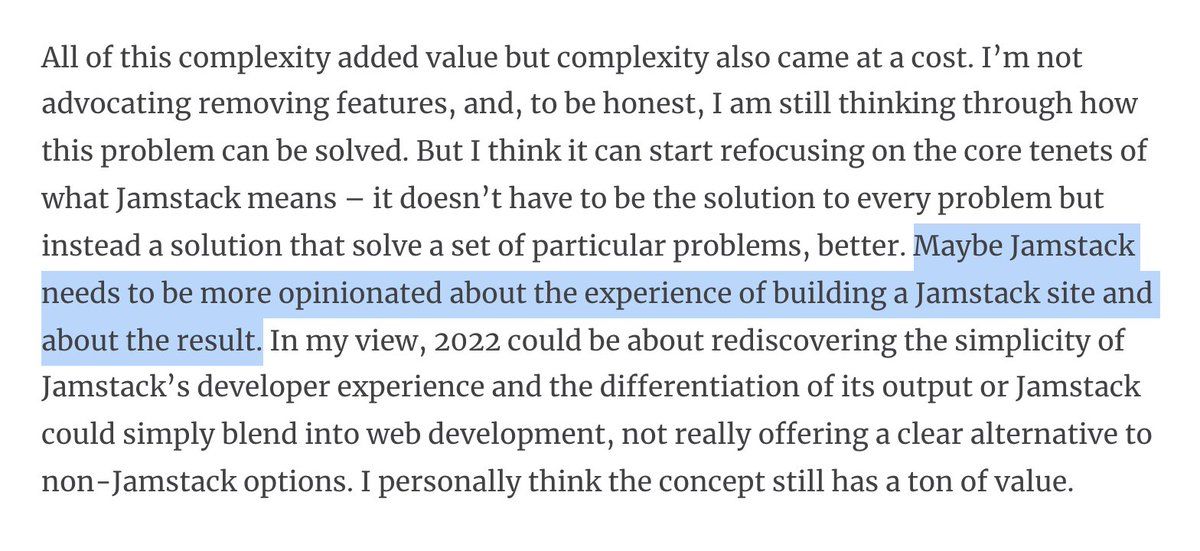 All of this complexity added value but complexity also came at a cost. I’m not
advocating removing features, and, to be honest, I am still thinking through how
this problem can be solved. But I think it can start refocusing on the core tenets of
what Jamstack means – it doesn’t have to be the solution to every problem but
instead a solution that solve a set of particular problems, better. Maybe Jamstack
needs to be more opinionated about the experience of building a Jamstack site and
about the result. In my view, 2022 could be about rediscovering the simplicity of
Jamstack’s developer experience and the differentiation of its output or Jamstack
could simply blend into web development, not really offering a clear alternative to
non-Jamstack options. I personally think the concept still has a ton of value.